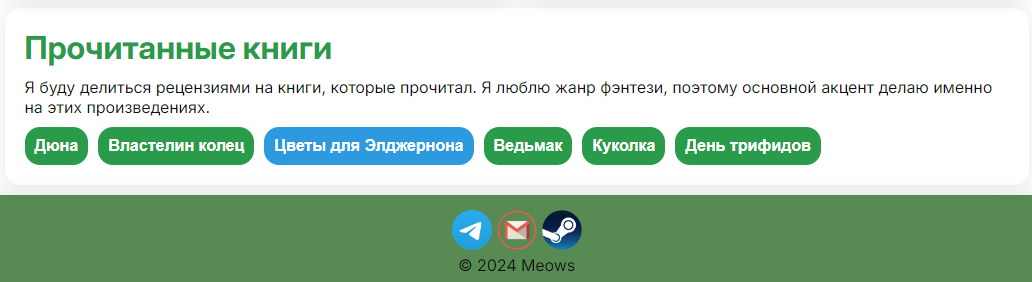 Прочитанные книги
Я буду делиться рецензиями на книги, которые прочитал. Я люблю жанр фэнтези, поэтому основной акцент делаю именно
на этих произведениях.
Дюна Властелин колец Цветы для Элджернона Ведьмак Куколка День трифидов
© 2024 Meows